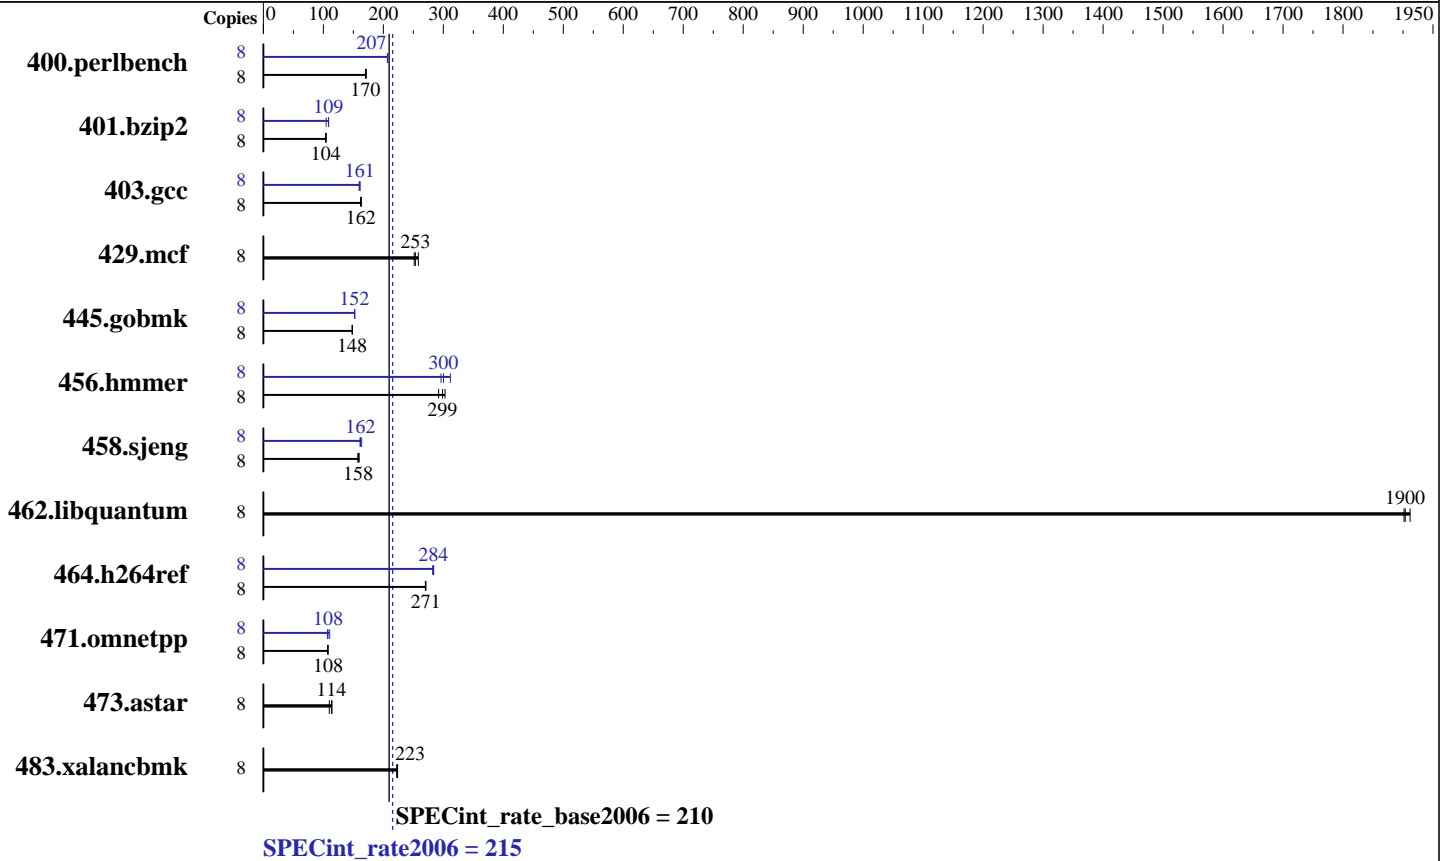 Copies 0 100 200 300 400 500 600 700 800 900 1000 1100 1200 1300 1400 1500 1600 1700 1800 1950
400.perlbench 8 207
8 170
401.bzip2 8 109
8 104
403.gcc 8 161
8 162
429.mcf 8 253
445.gobmk 8 152
8 148
456.hmmer 8 300
8 299
458.sjeng 8 162
8 158
462.libquantum 8 1900
464.h264ref 8 284
8 271
471.omnetpp 8 108
8 108
473.astar 8 114
483.xalancbmk 8 223
SPECint_rate_base2006 = 210
SPECint_rate2006 = 215